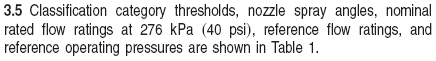 3.5 Classification category thresholds, nozzle spray angles, nominal
rated flow ratings at 276 kPa (40 psi), reference flow ratings, and
reference operating pressures are shown in Table 1.